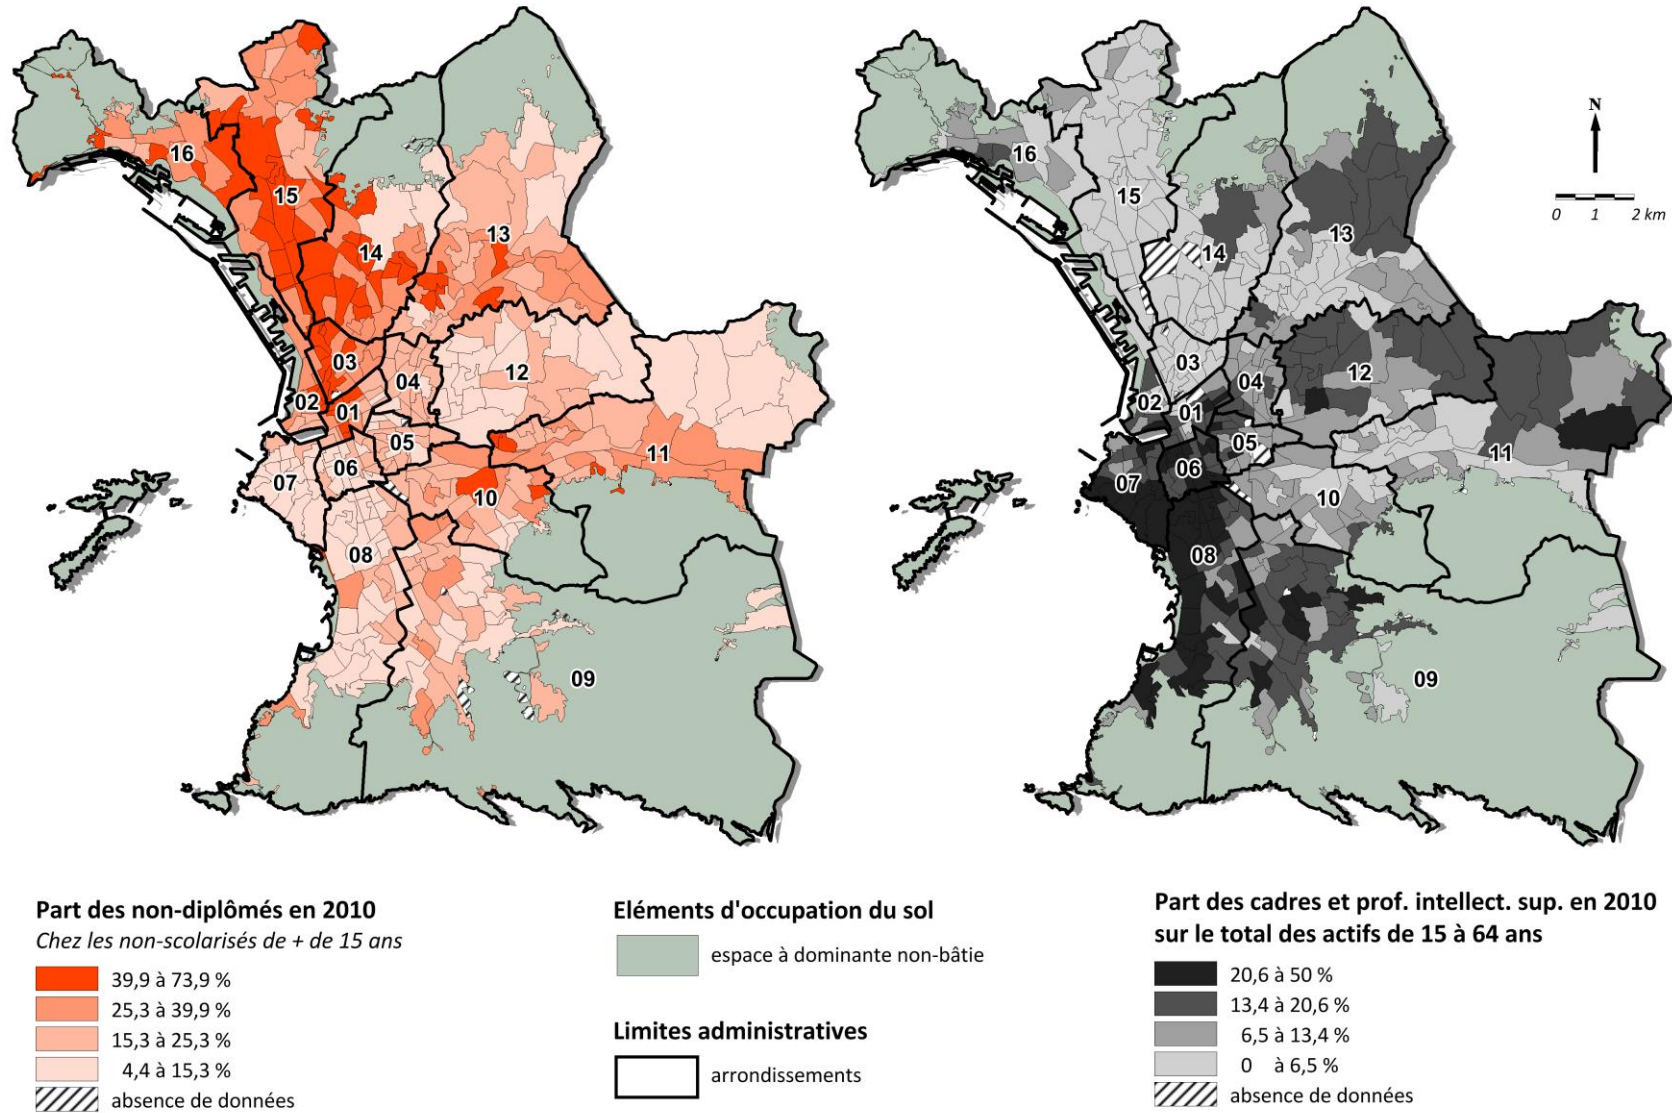 16
15
14
13
03
04
12
02
01
05
06
11
07
10
08
09
N
0 1 2 km
16
15
14
13
03
04
12
02
01
05
06
11
07
10
08
09
Part des non-diplômés en 2010
Chez les non-scolarisés de + de 15 ans
39,9 à 73,9 %
25,3 à 39,9 %
15,3 à 25,3 %
4,4 à 15,3 %
absence de données
Eléments d'occupation du sol
espace à dominante non-bâtie
Limites administratives
arrondissements
Part des cadres et prof. intellect. sup. en 2010
sur le total des actifs de 15 à 64 ans
20,6 à 50 %
13,4 à 20,6 %
6,5 à 13,4 %
0 à 6,5 %
absence de données